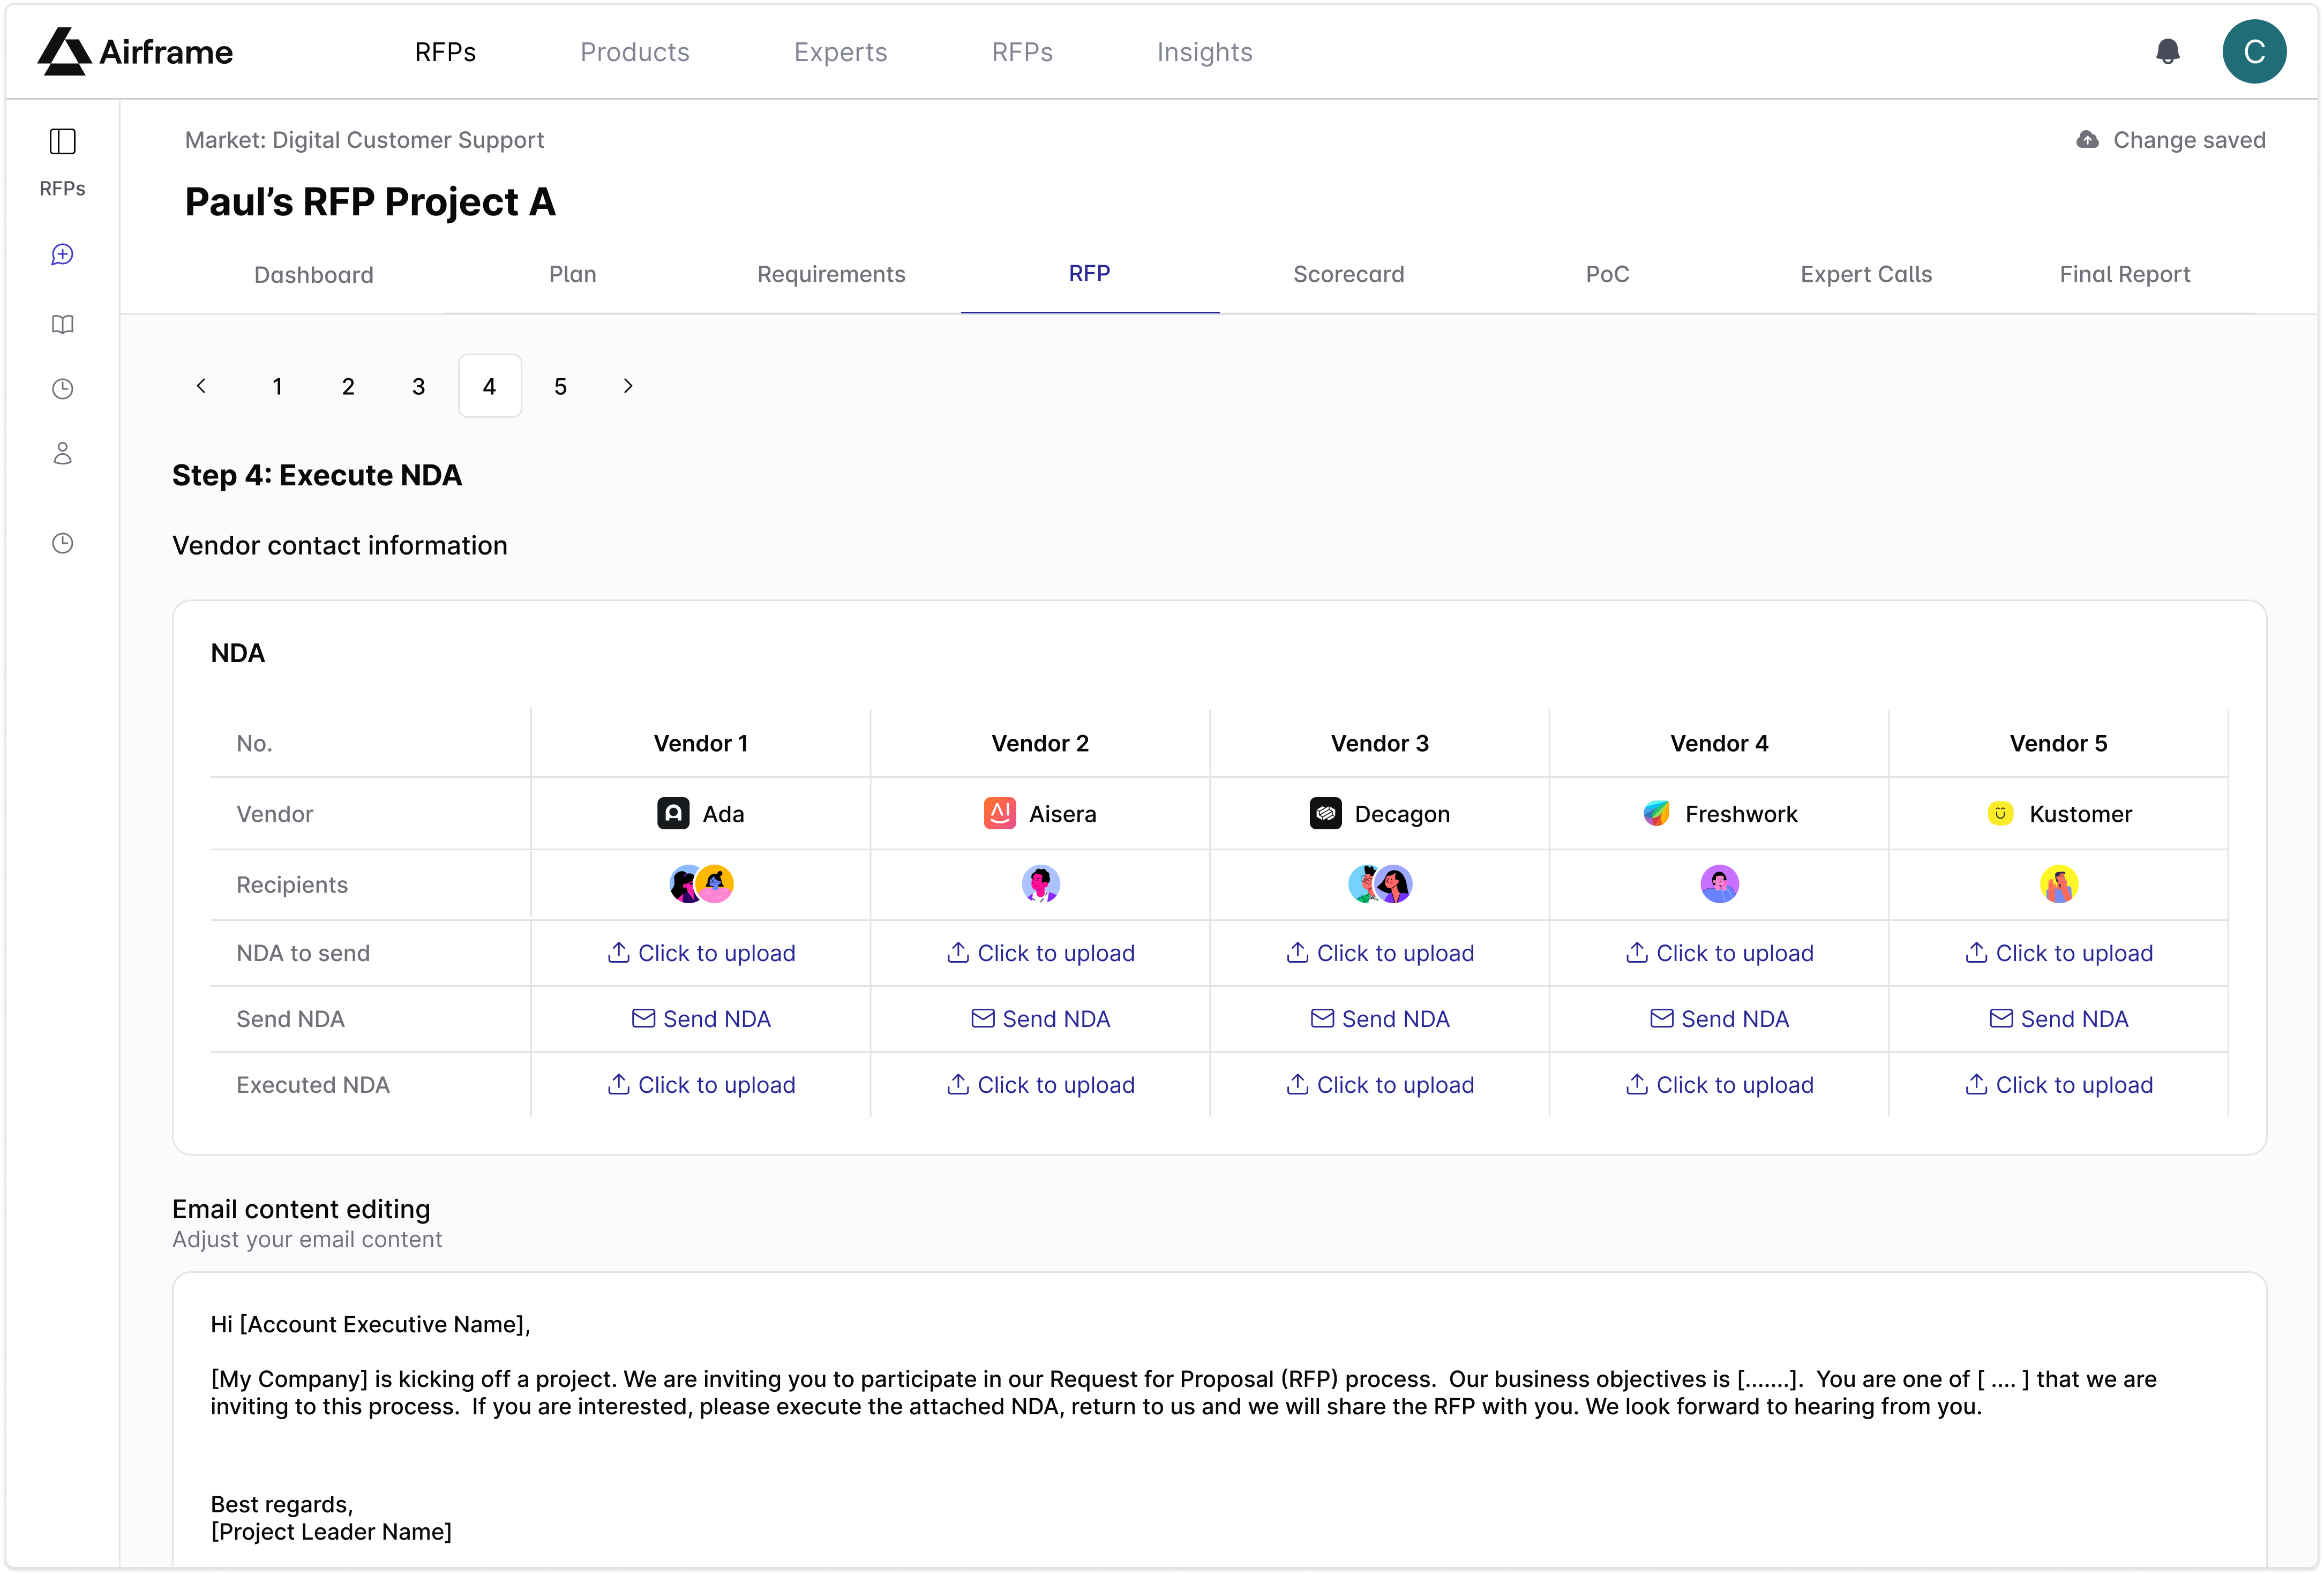 Airframe RFPs Products Experts RFPs Insights C
RFPs
Market: Digital Customer Support Change saved
Paul’s RFP Project A
Dashboard Plan Requirements RFP Scorecard PoC Expert Calls Final Report
1 2 3 4 5
Step 4: Execute NDA
Vendor contact information
NDA
No. Vendor 1 Vendor 2 Vendor 3 Vendor 4 Vendor 5
Vendor Ada AI Aisera Decagon Freshwork Kustomer
Recipients
NDA to send Click to upload Click to upload Click to upload Click to upload Click to upload
Send NDA Send NDA Send NDA Send NDA Send NDA Send NDA
Executed NDA Click to upload Click to upload Click to upload Click to upload Click to upload
Email content editing
Adjust your email content
Hi [Account Executive Name],
[My Company] is kicking off a project. We are inviting you to participate in our Request for Proposal (RFP) process.  Our business objectives is [.......].  You are one of [ .... ] that we are
inviting to this process.  If you are interested, please execute the attached NDA, return to us and we will share the RFP with you. We look forward to hearing from you.
Best regards,
[Project Leader Name]